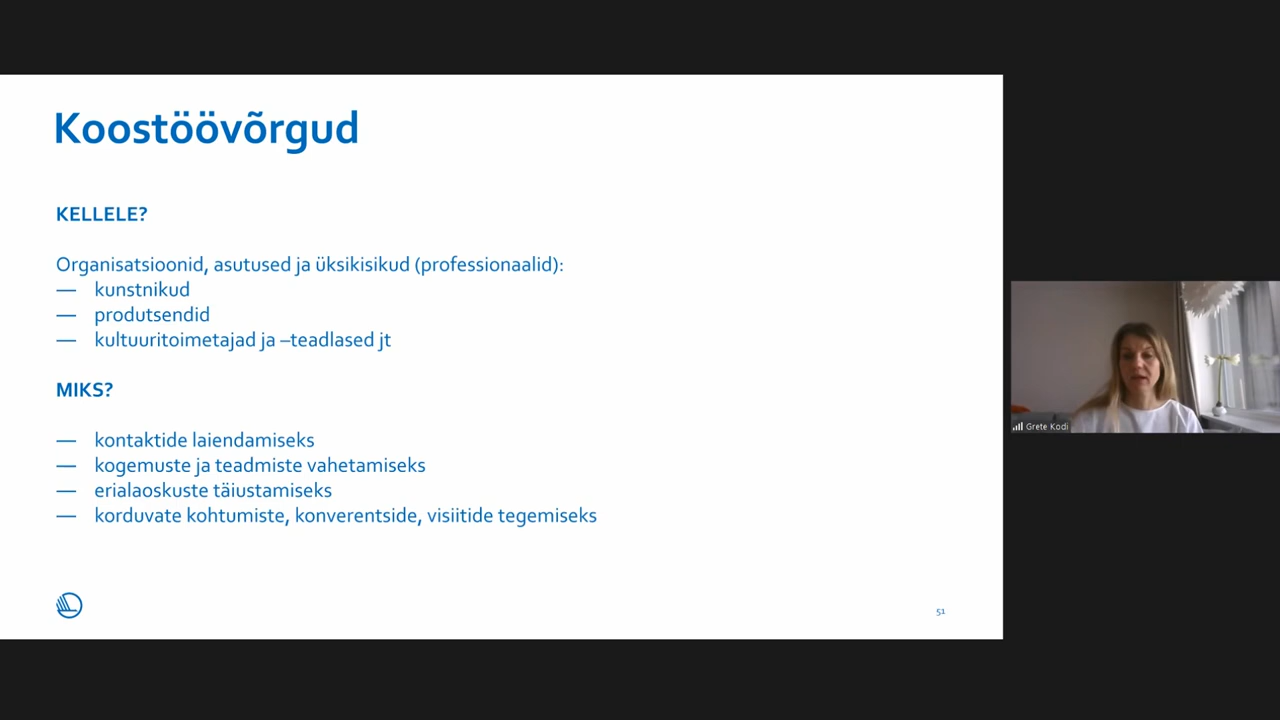 Koostöövõrgud
KELLELE?
Organisatsioonid, asutused ja üksikisikud (professionaalid):
— kunstnikud
— produtsendid
— kultuuritoimetajad ja –teadlased jt
MIKS?
— kontaktide laiendamiseks
— kogemuste ja teadmiste vahetamiseks
— erialaoskuste täiustamiseks
— korduvate kohtumiste, konverentside, visiitide tegemiseks
51
Grete Kodi